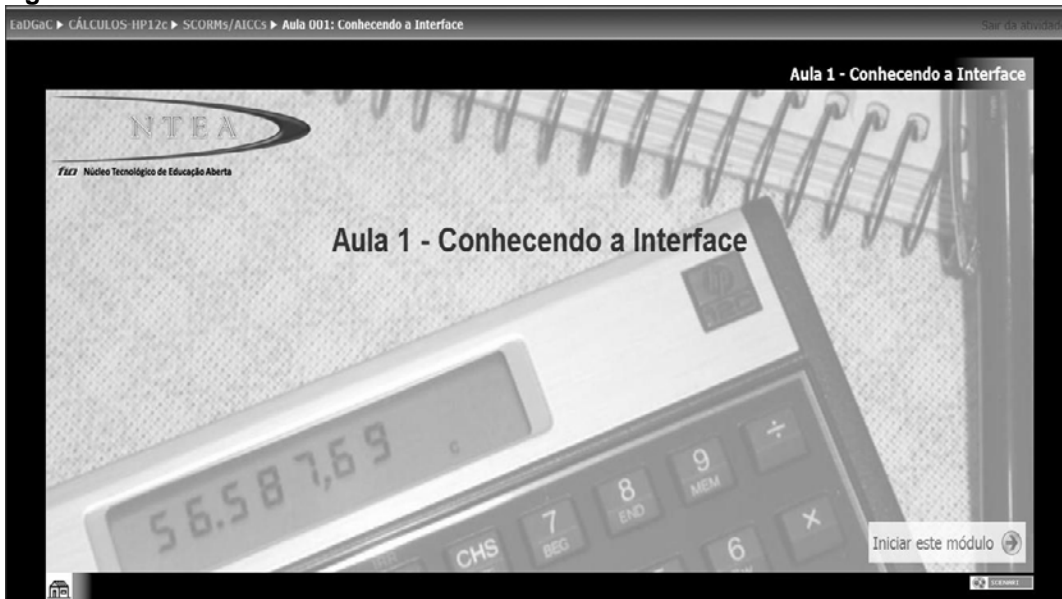 EaDGaC ▶ CÁLCULOS-HP12c ▶ SCORMs/AICCs ▶ Aula 001: Conhecendo a Interface
Sair da atividad
Aula 1 - Conhecendo a Interface
NTEA
Núcleo Tecnológico de Educação Aberta
Aula 1 - Conhecendo a Interface
hp
56.587,69
C
9
MEM
÷
8
END
7
BEG
CHS
6
×
Iniciar este módulo